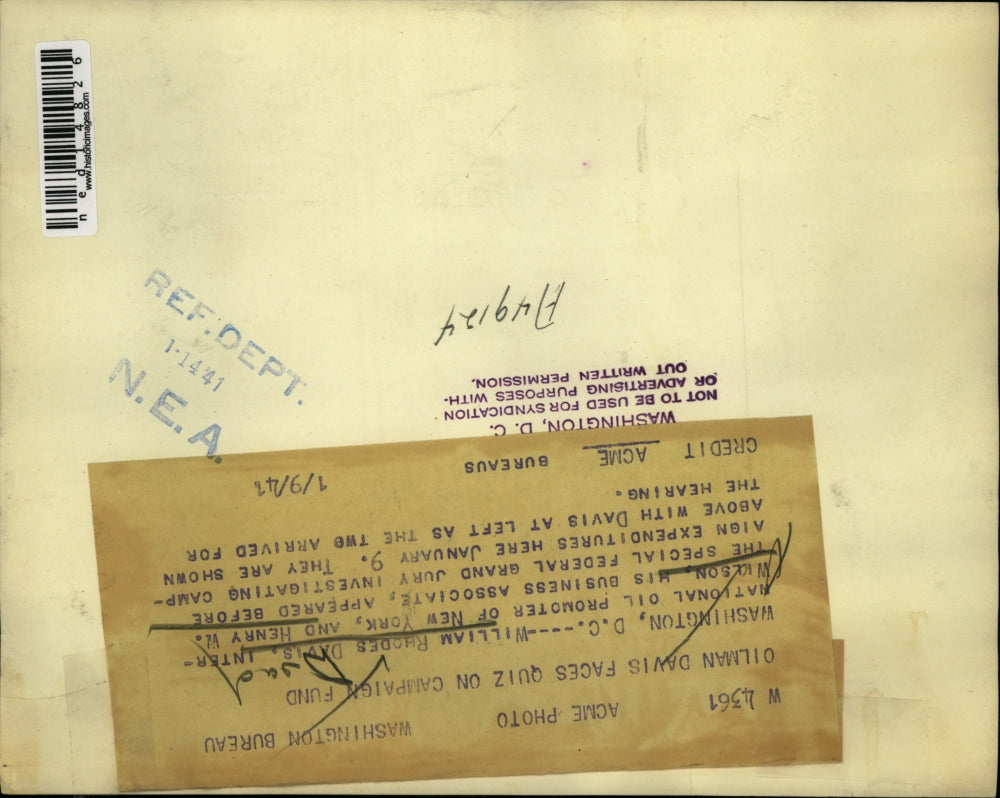 ned14826
www.historicimages.com
REF. DEPT.
1-14 41
N. E. A.
A49124
WASHINGTON, D. C.
NOT TO BE USED FOR SYNDICATION
OR ADVERTISING PURPOSES WITH-
OUT WRITTEN PERMISSION.
W 4361 ACME PHOTO WASHINGTON BUREAU
OILMAN DAVIS FACES QUIZ ON CAMPAIGN FUND
WASHINGTON, D.C.----WILLIAM RHODES DAVIS, INTER-
NATIONAL OIL PROMOTER OF NEW YORK, AND HENRY W.
WILSON, HIS BUSINESS ASSOCIATE, APPEARED BEFORE
THE SPECIAL FEDERAL GRAND JURY INVESTIGATING CAMP-
AIGN EXPENDITURES HERE JANUARY 9. THEY ARE SHOWN
ABOVE WITH DAVIS AT LEFT AS THE TWO ARRIVED FOR
THE HEARING.
CREDIT ACME BUREAUS 1/9/41